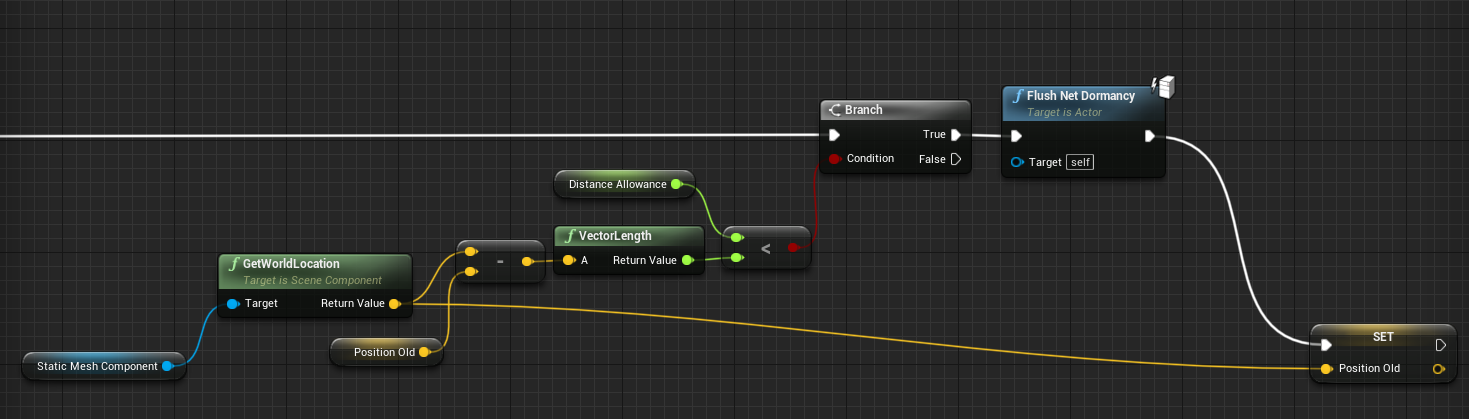 Flush Net Dormancy
Target is Actor
Branch
True
Condition
False
Target self
Distance Allowance
VectorLength
A
Return Value
<
-
GetWorldLocation
Target is Scene Component
Target
Return Value
Position Old
Static Mesh Component
SET
Position Old